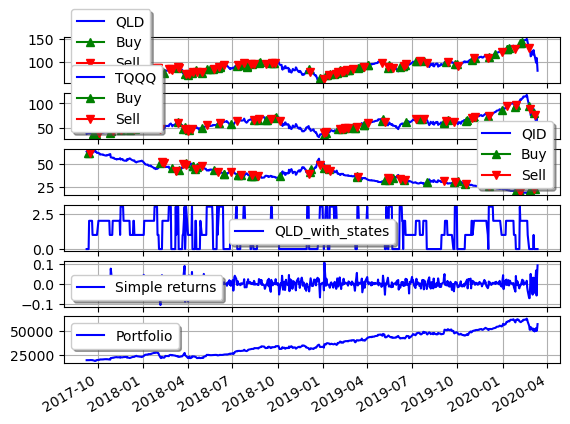 QLD
Buy
Sell
150
100
TQQQ
Buy
Sell
100
50
QID
Buy
Sell
50
25
2.5
0.0
QLD_with_states
0.1
0.0
−0.1
Simple returns
50000
25000
Portfolio
2017-10
2018-01
2018-04
2018-07
2018-10
2019-01
2019-04
2019-07
2019-10
2020-01
2020-04